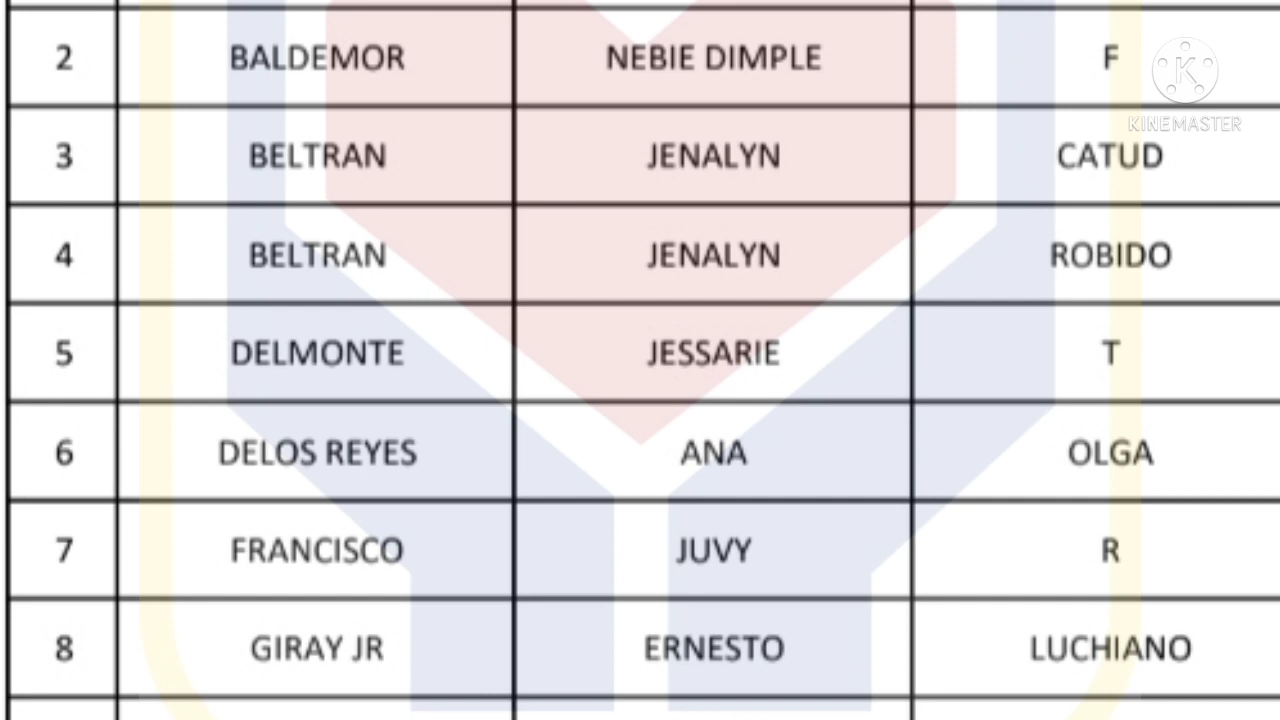 2 BALDEMOR NEBIE DIMPLE F
KINEMASTER
3 BELTRAN JENALYN CATUD
4 BELTRAN JENALYN ROBIDO
5 DELMONTE JESSARIE T
6 DELOS REYES ANA OLGA
7 FRANCISCO JUVY R
8 GIRAY JR ERNESTO LUCHIANO